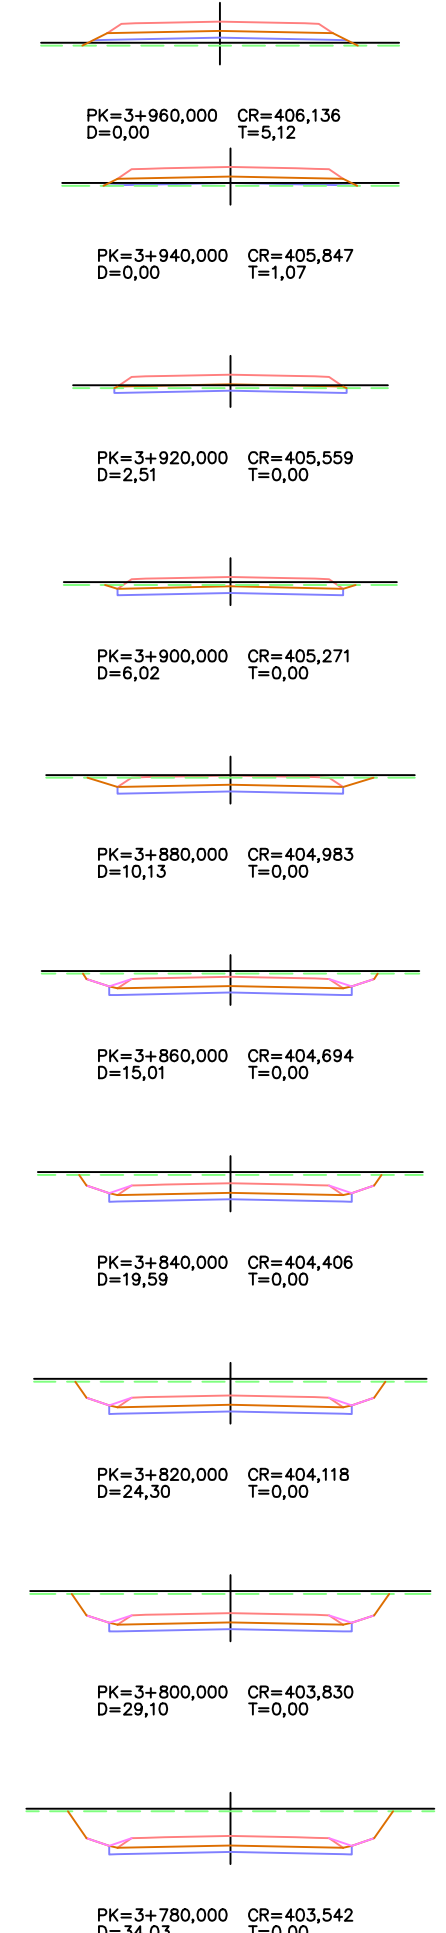 PK=3+960,000 CR=406,136
D=0,00 T=5,12
PK=3+940,000 CR=405,847
D=0,00 T=1,07
PK=3+920,000 CR=405,559
D=2,51 T=0,00
PK=3+900,000 CR=405,271
D=6,02 T=0,00
PK=3+880,000 CR=404,983
D=10,13 T=0,00
PK=3+860,000 CR=404,694
D=15,01 T=0,00
PK=3+840,000 CR=404,406
D=19,59 T=0,00
PK=3+820,000 CR=404,118
D=24,30 T=0,00
PK=3+800,000 CR=403,830
D=29,10 T=0,00
PK=3+780,000 CR=403,542
D=34,03 T=0,00